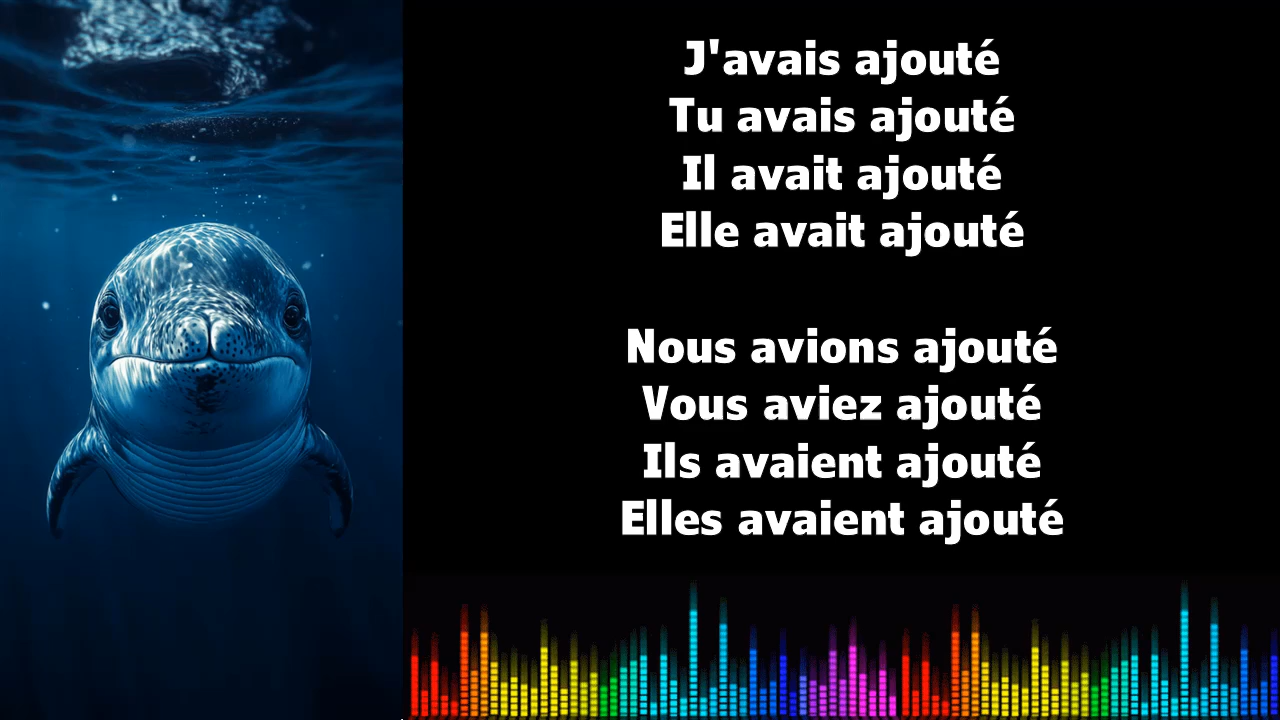 J'avais ajouté
Tu avais ajouté
Il avait ajouté
Elle avait ajouté
Nous avions ajouté
Vous aviez ajouté
Ils avaient ajouté
Elles avaient ajouté